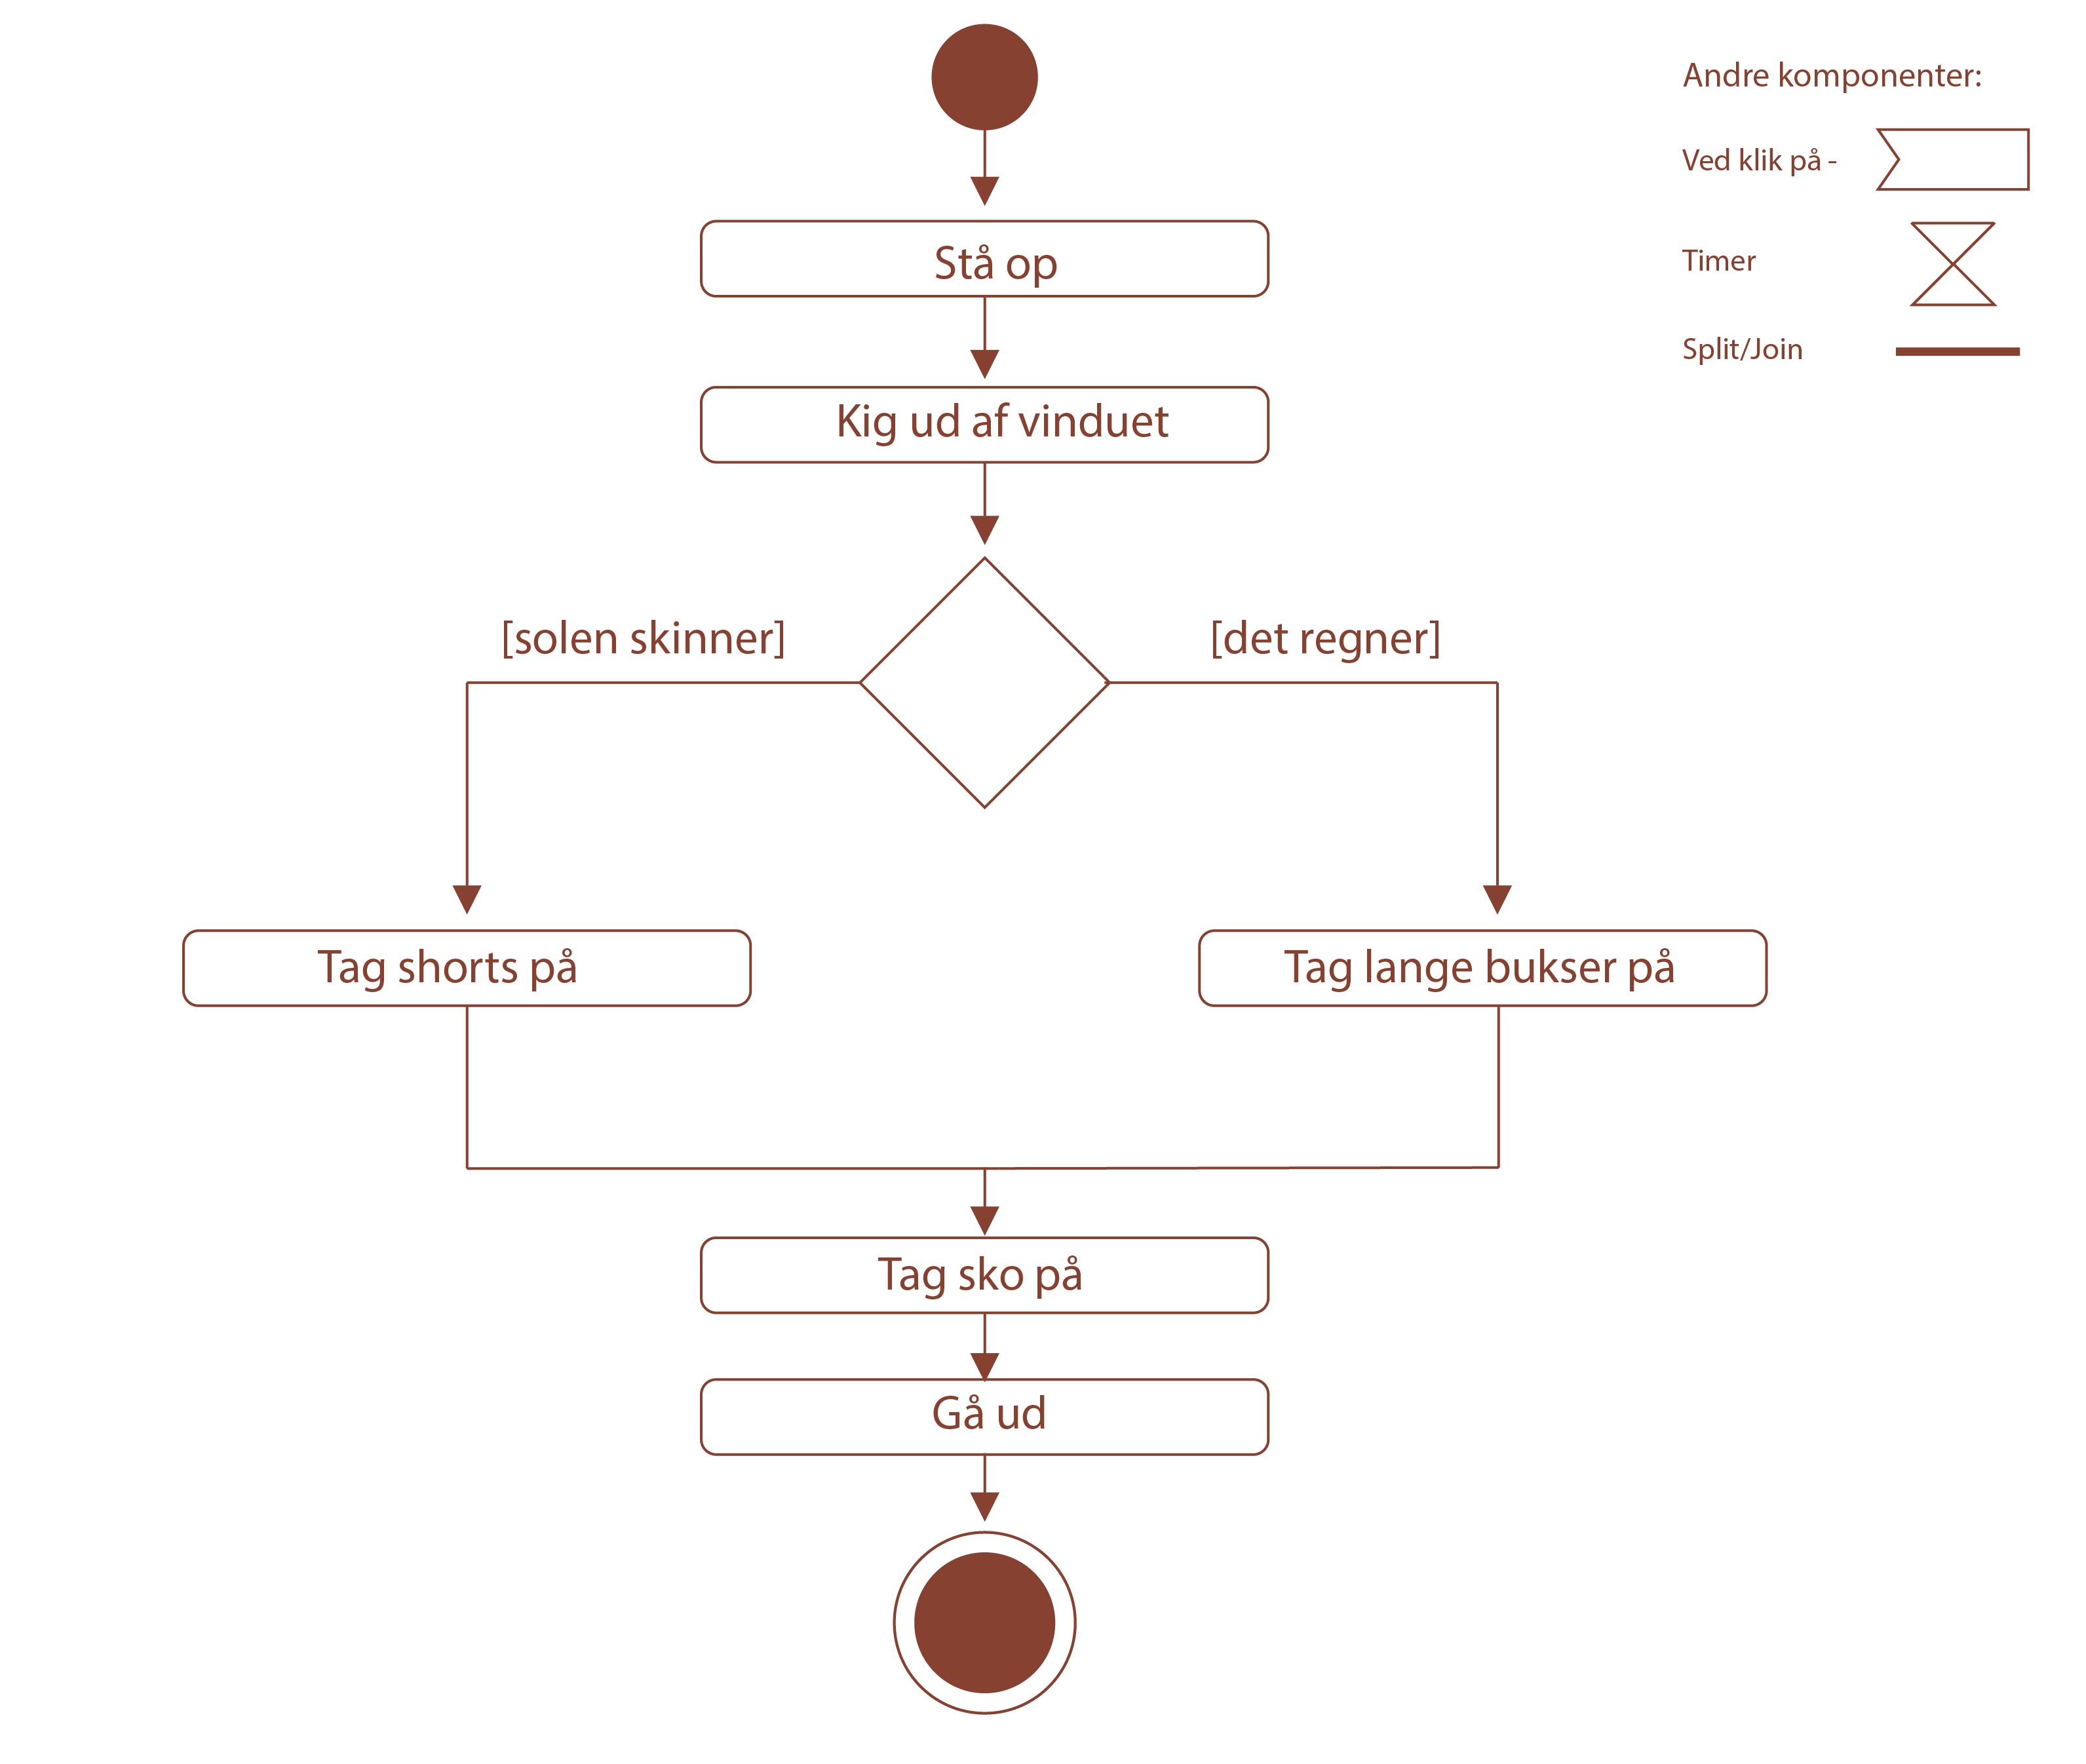 Andre komponenter:
Ved klik på -
Timer
Split/Join
Stå op
Kig ud af vinduet
[solen skinner]
[det regner]
Tag shorts på
Tag lange bukser på
Tag sko på
Gå ud